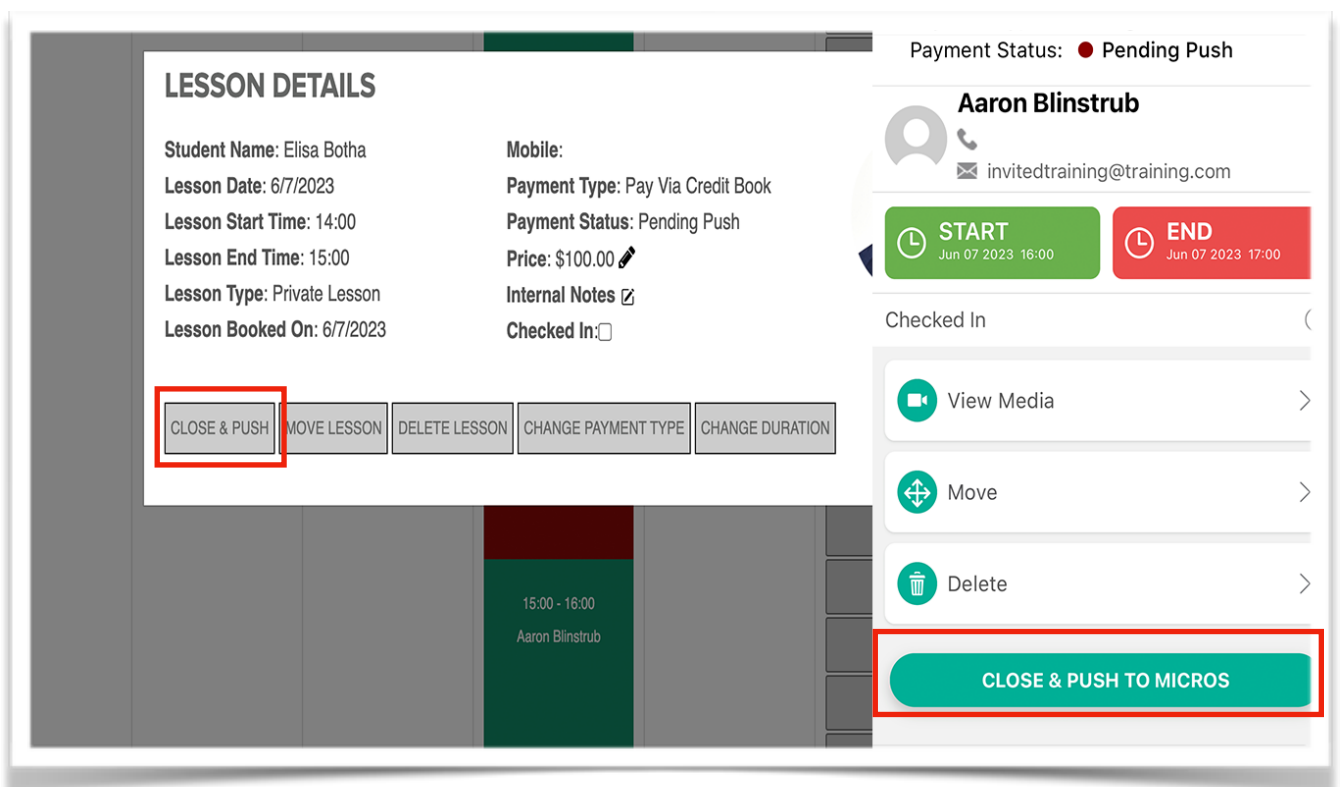 LESSON DETAILS
Student Name: Elisa Botha
Lesson Date: 6/7/2023
Lesson Start Time: 14:00
Lesson End Time: 15:00
Lesson Type: Private Lesson
Lesson Booked On: 6/7/2023
Mobile:
Payment Type: Pay Via Credit Book
Payment Status: Pending Push
Price: $100.00
Internal Notes
Checked In:
CLOSE & PUSH
MOVE LESSON
DELETE LESSON
CHANGE PAYMENT TYPE
CHANGE DURATION
15:00 - 16:00
Aaron Blinstrub
Payment Status: Pending Push
Aaron Blinstrub
invitedtraining@training.com
START
Jun 07 2023 16:00
END
Jun 07 2023 17:00
Checked In
View Media
Move
Delete
CLOSE & PUSH TO MICROS